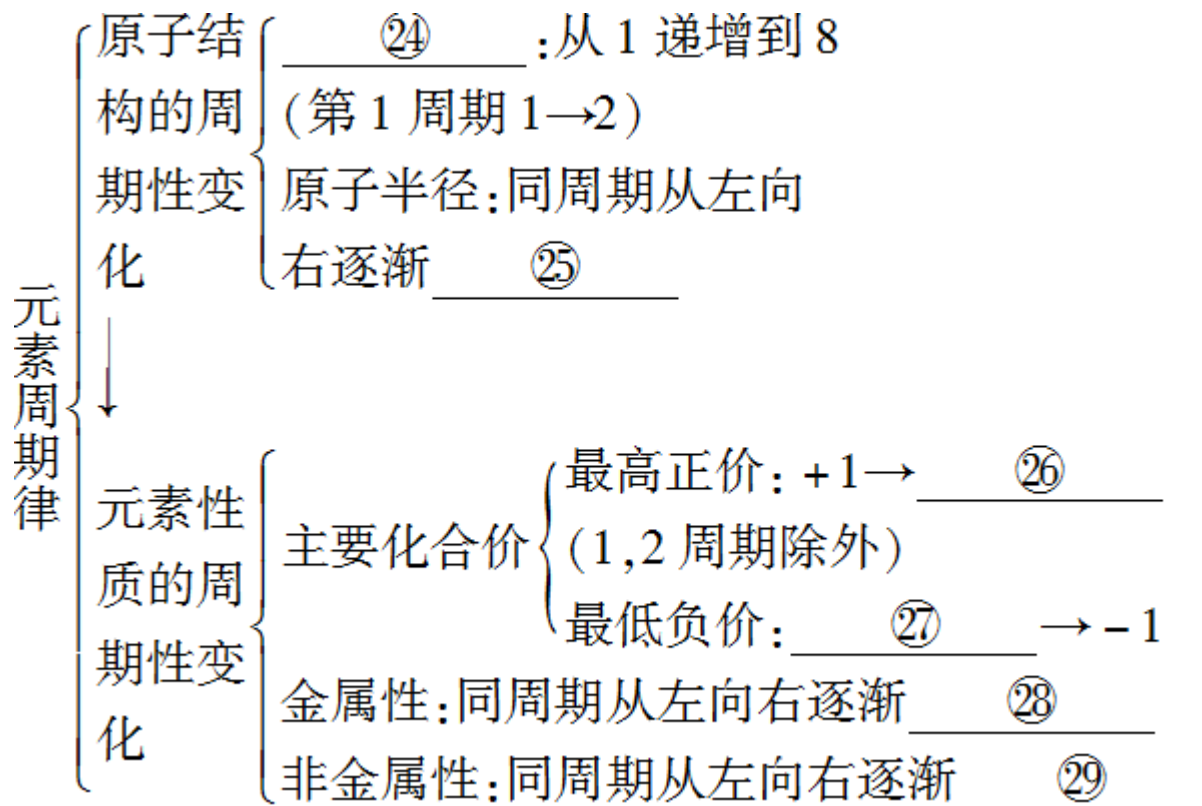 元素周期律
原子结构的周期性变化
㉔:从1递增到8
(第1周期1→2)
原子半径:同周期从左向
右逐渐㉕
↓
元素性质的周期性变化
主要化合价
最高正价:+1→㉖
(1,2周期除外)
最低负价:㉗→-1
金属性:同周期从左向右逐渐㉘
非金属性:同周期从左向右逐渐㉙